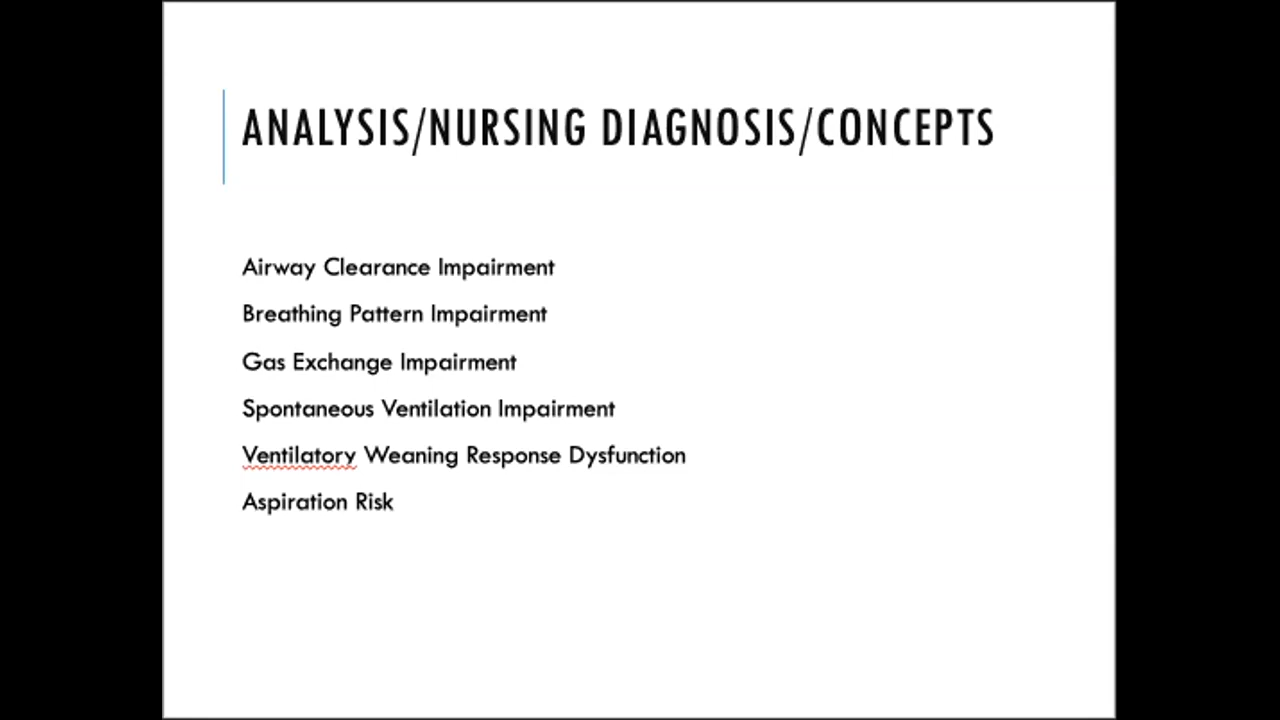 ANALYSIS/NURSING DIAGNOSIS/CONCEPTS
Airway Clearance Impairment
Breathing Pattern Impairment
Gas Exchange Impairment
Spontaneous Ventilation Impairment
Ventilatory Weaning Response Dysfunction
Aspiration Risk